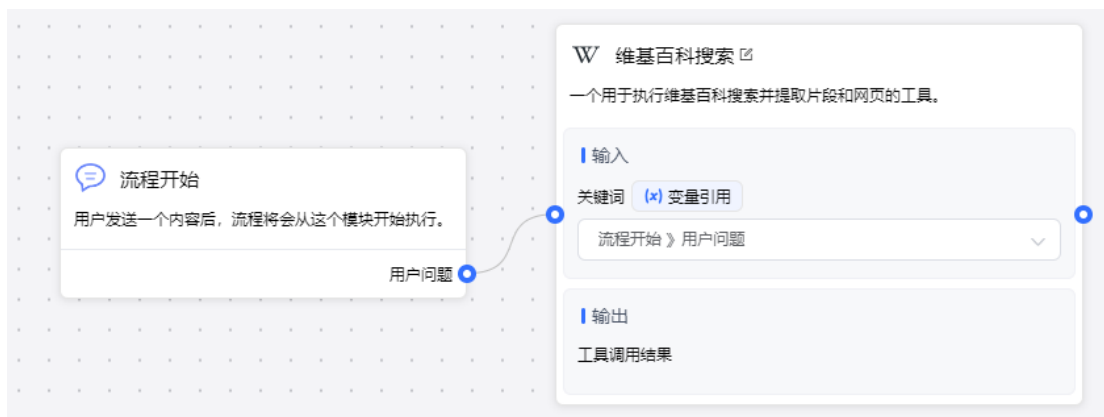 流程开始
用户发送一个内容后，流程将会从这个模块开始执行。
用户问题
W 维基百科搜索
一个用于执行维基百科搜索并提取片段和网页的工具。
输入
关键词 (x) 变量引用
流程开始 》用户问题
输出
工具调用结果